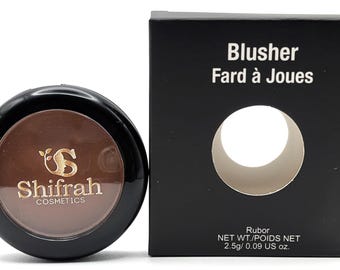 Shifrah
COSMETICS
Blusher
Fard à Joues
Rubor
NET WT./POIDS NET
2.5g/ 0.09 US oz.